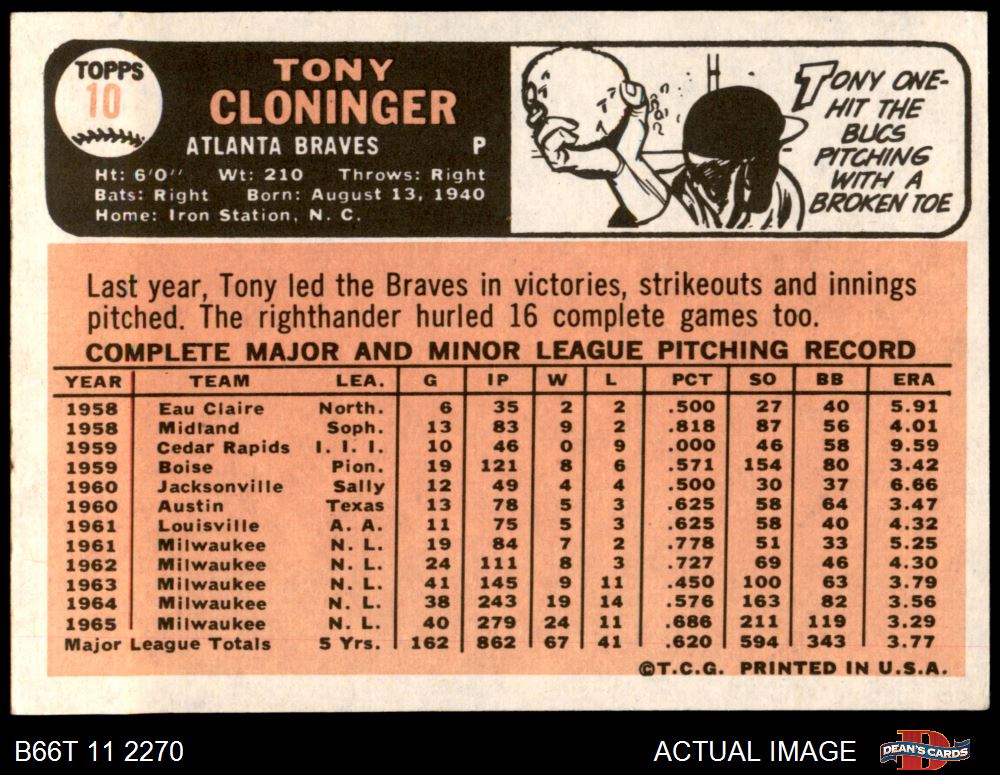 TOPPS
10
TONY
CLONINGER
ATLANTA BRAVES P
Ht: 6'0" Wt: 210 Throws: Right
Bats: Right Born: August 13, 1940
Home: Iron Station, N. C.
TONY ONE-
HIT THE
BUCS
PITCHING
WITH A
BROKEN TOE
Last year, Tony led the Braves in victories, strikeouts and innings
pitched. The righthander hurled 16 complete games too.
COMPLETE MAJOR AND MINOR LEAGUE PITCHING RECORD
YEAR TEAM LEA. G IP W L PCT SO BB ERA
1958 Eau Claire North. 6 35 2 2 .500 27 40 5.91
1958 Midland Soph. 13 83 9 2 .818 87 56 4.01
1959 Cedar Rapids I. I. I. 10 46 0 9 .000 46 58 9.59
1959 Boise Pion. 19 121 8 6 .571 154 80 3.42
1960 Jacksonville Sally 12 49 4 4 .500 30 37 6.66
1960 Austin Texas 13 78 5 3 .625 58 64 3.47
1961 Louisville A. A. 11 75 5 3 .625 58 40 4.32
1961 Milwaukee N. L. 19 84 7 2 .778 51 33 5.25
1962 Milwaukee N. L. 24 111 8 3 .727 69 46 4.30
1963 Milwaukee N. L. 41 145 9 11 .450 100 63 3.79
1964 Milwaukee N. L. 38 243 19 14 .576 163 82 3.56
1965 Milwaukee N. L. 40 279 24 11 .686 211 119 3.29
Major League Totals 5 Yrs. 162 862 67 41 .620 594 343 3.77
©T.C.G. PRINTED IN U.S.A.
B66T 11 2270
ACTUAL IMAGE
DEAN'S CARDS